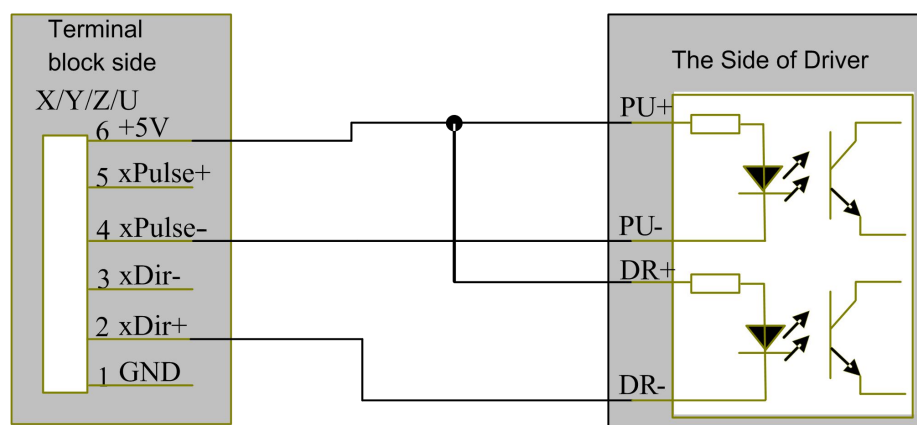 Terminal
block side
X/Y/Z/U
6 +5V
5 xPulse+
4 xPulse-
3 xDir-
2 xDir+
1 GND
The Side of Driver
PU+
PU-
DR+
DR-